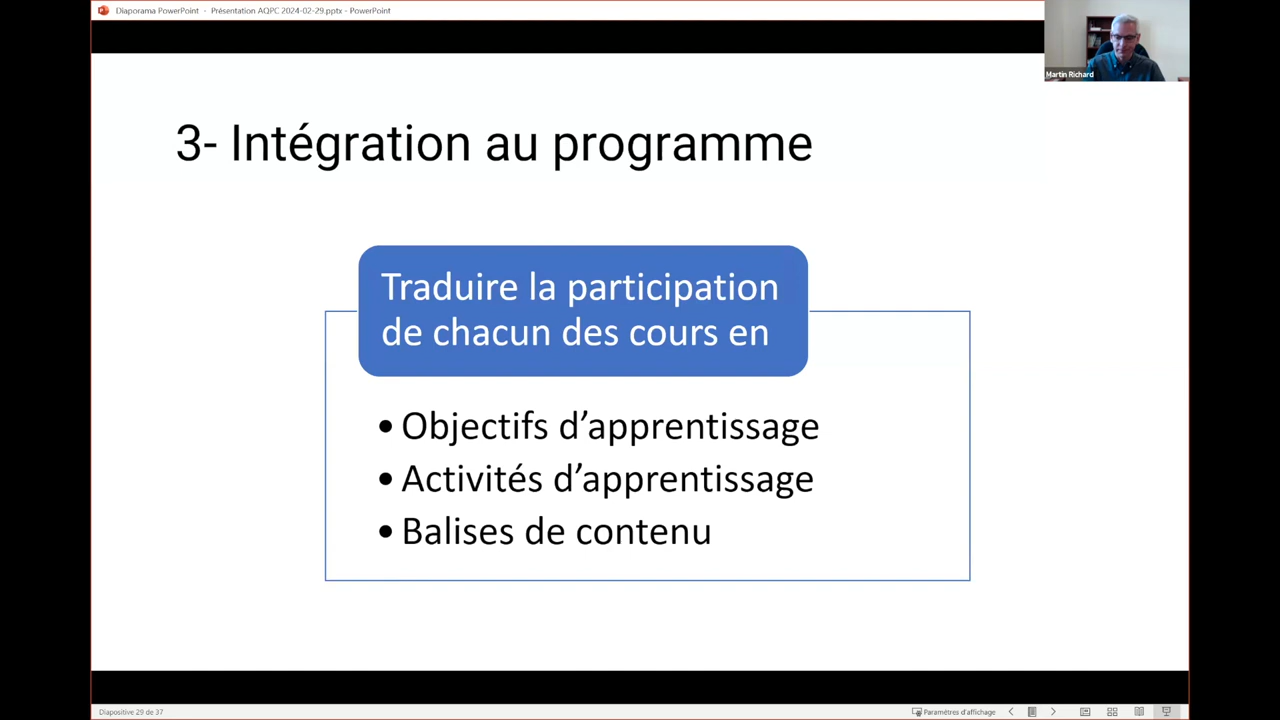 Diaporama PowerPoint - Présentation AQPC 2024-02-29.pptx - PowerPoint
Martin Richard
3- Intégration au programme
Traduire la participation
de chacun des cours en
• Objectifs d’apprentissage
• Activités d’apprentissage
• Balises de contenu
Diapositive 29 de 37
Paramètres d'affichage